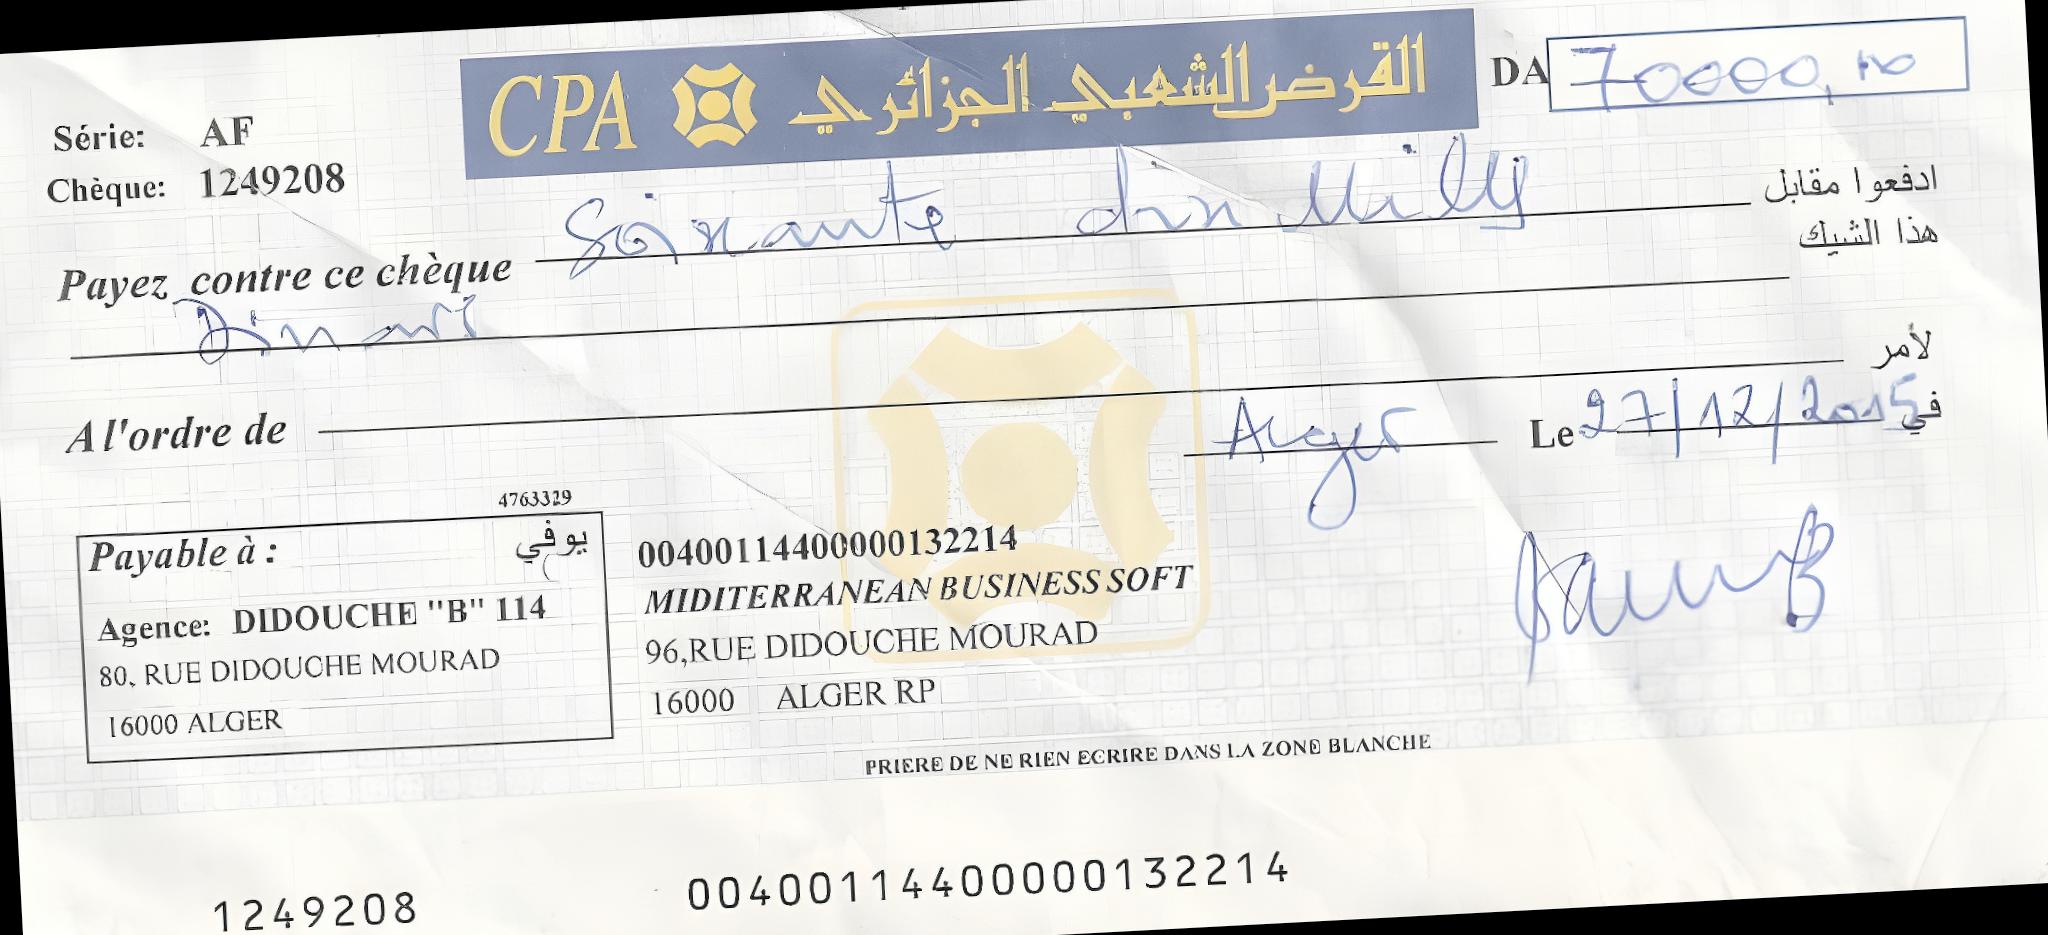 CPA القرض الشعبي الجزائري
DA 70000,00
Série: AF
Chèque: 1249208
ادفعوا مقابل
هذا الشيك
Payez contre ce chèque Soixante dix Mille
Dinars
لأمر
A l'ordre de
Alger Le 27/12/2015 في
4763329
Payable à : يوفي
Agence: DIDOUCHE "B" 114
80, RUE DIDOUCHE MOURAD
16000 ALGER
00400114400000132214
MIDITERRANEAN BUSINESS SOFT
96,RUE DIDOUCHE MOURAD
16000 ALGER RP
PRIERE DE NE RIEN ECRIRE DANS LA ZONE BLANCHE
1249208 00400114400000132214